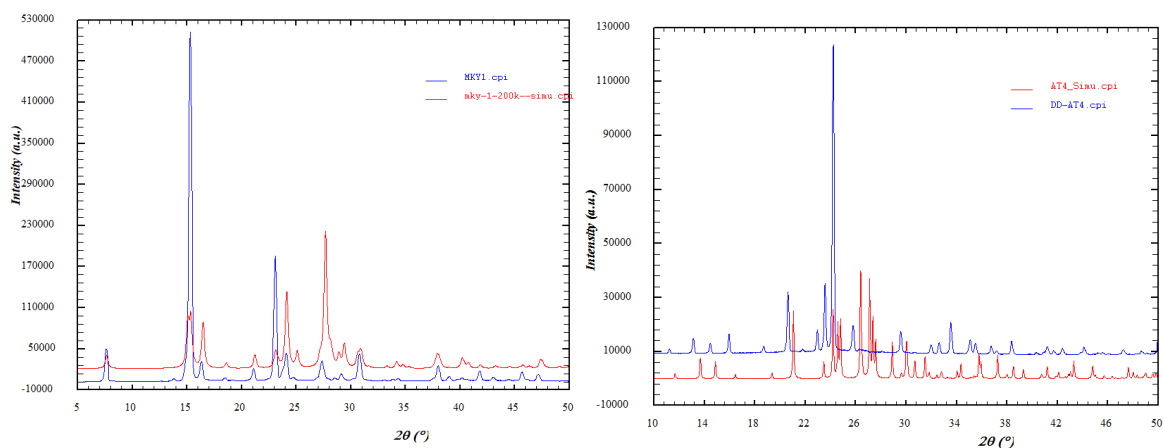 530000
470000
410000
350000
290000
230000
170000
110000
50000
-10000
Intensity (a.u.)
MKY1.cpi
mky-1-200k--simu.cpi
5 10 15 20 25 30 35 40 45 50
2θ (°)
130000
110000
90000
70000
50000
30000
10000
-10000
Intensity (a.u.)
AT4_Simu.cpi
DD-AT4.cpi
10 14 18 22 26 30 34 38 42 46 50
2θ (°)